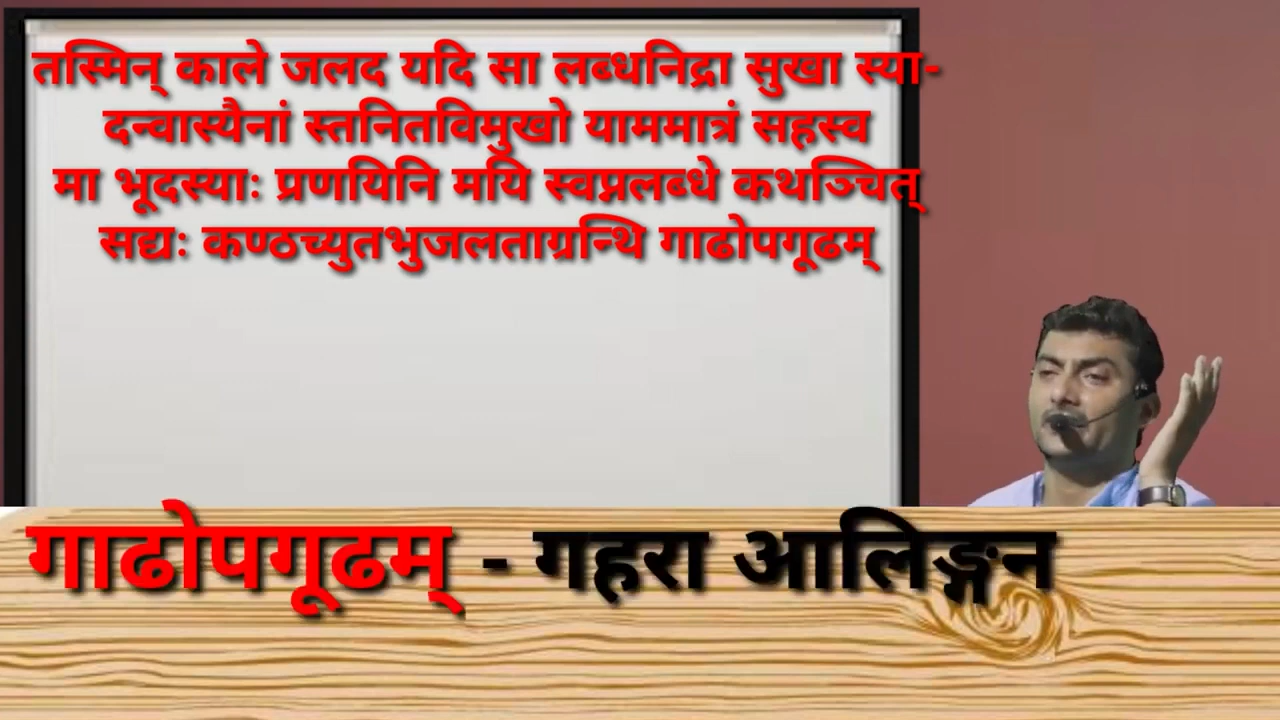 तस्मिन् काले जलद यदि सा लब्धनिद्रा सुखा स्या-
दन्वास्यैनां स्तनितविमुखो याममात्रं सहस्व
मा भूदस्याः प्रणयिनि मयि स्वप्नलब्धे कथञ्चित्
सद्यः कण्ठच्युतभुजलताग्रन्थि गाढोपगूढम्
गाढोपगूढम् - गहरा आलिङ्गन